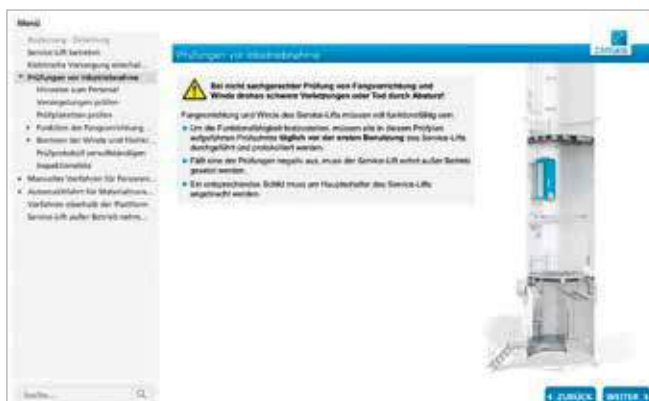 Menü
Bedienung - Einleitung
Service-Lift betreten
Elektrische Versorgung einschal...
Prüfungen vor Inbetriebnahme
Hinweise zum Personal
Versiegelungen prüfen
Prüfplaketten prüfen
Funktion der Fangvorrichtung...
Bremsen der Winde und
Prüfprotokoll vervollständigen
Inspektionsliste
Manuelles Verfahren für Personen...
Automatikfahrt für Materialtrans...
Verfahren oberhalb der Plattform
Service-Lift außer Betrieb nehm...
Suche...
Prüfungen vor Inbetriebnahme
Bei nicht sachgerechter Prüfung von Fangvorrichtung und
Winde drohen schwere Verletzungen oder Tod durch Absturz!
Fangvorrichtung und Winde des Service-Lifts müssen voll funktionsfähig sein.
Um die Funktionsfähigkeit festzustellen, müssen alle in diesem Prüfplan
aufgeführten Prüfpunkte täglich vor der ersten Benutzung des Service-Lifts
durchgeführt und protokolliert werden.
Fällt eine der Prüfungen negativ aus, muss der Service-Lift sofort außer Betrieb
gesetzt werden.
Ein entsprechendes Schild muss am Hauptschalter des Service-Lifts
angebracht werden.
ZURÜCK
WEITER